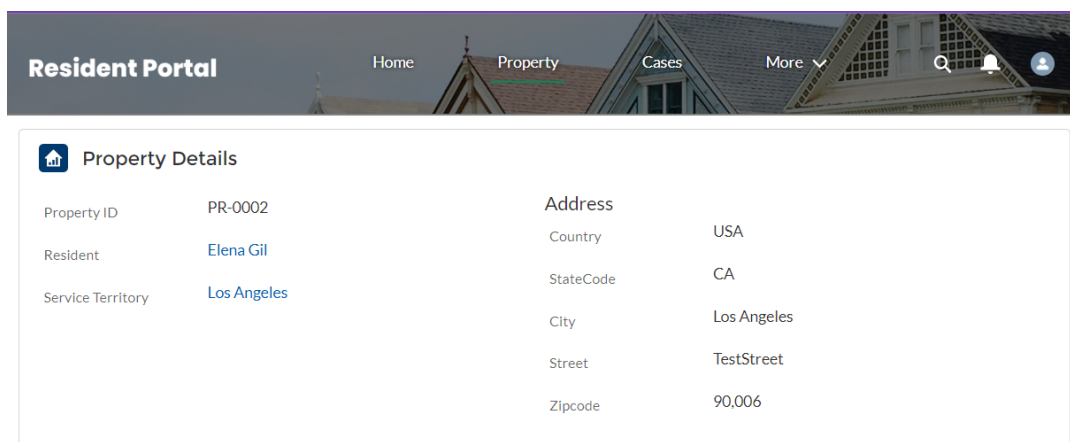 Resident Portal
Home
Property
Cases
More
Property Details
Property ID PR-0002
Resident Elena Gil
Service Territory Los Angeles
Address
Country USA
StateCode CA
City Los Angeles
Street TestStreet
Zipcode 90,006